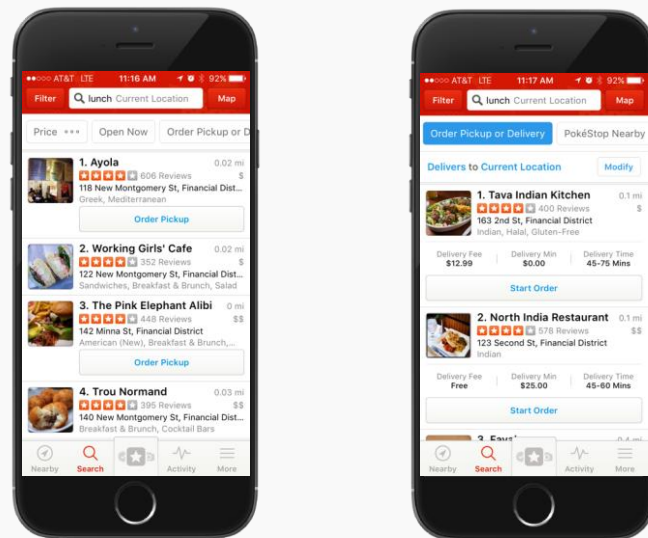 ●●○○○ AT&T LTE 11:16 AM 92%
Filter lunch Current Location Map
Price Open Now Order Pickup or D
1. Ayola 0.02 mi
606 Reviews $
118 New Montgomery St, Financial Dist...
Greek, Mediterranean
Order Pickup
2. Working Girls' Cafe 0.02 mi
352 Reviews $
122 New Montgomery St, Financial Dist...
Sandwiches, Breakfast & Brunch, Salad
3. The Pink Elephant Alibi 0 mi
448 Reviews $$
142 Minna St, Financial District
American (New), Breakfast & Brunch,...
Order Pickup
4. Trou Normand 0.03 mi
395 Reviews $$
140 New Montgomery St, Financial Dist...
Breakfast & Brunch, Cocktail Bars
Nearby Search Activity More
●●○○○ AT&T LTE 11:17 AM 92%
Filter lunch Current Location Map
Order Pickup or Delivery PokéStop Nearby
Delivers to Current Location Modify
1. Tava Indian Kitchen 0.1 mi
400 Reviews $
163 2nd St, Financial District
Indian, Halal, Gluten-Free
Delivery Fee Delivery Min Delivery Time
$12.99 $0.00 45-75 Mins
Start Order
2. North India Restaurant 0.1 mi
578 Reviews $$
123 Second St, Financial District
Indian
Delivery Fee Delivery Min Delivery Time
Free $25.00 45-60 Mins
Start Order
Nearby Search Activity More